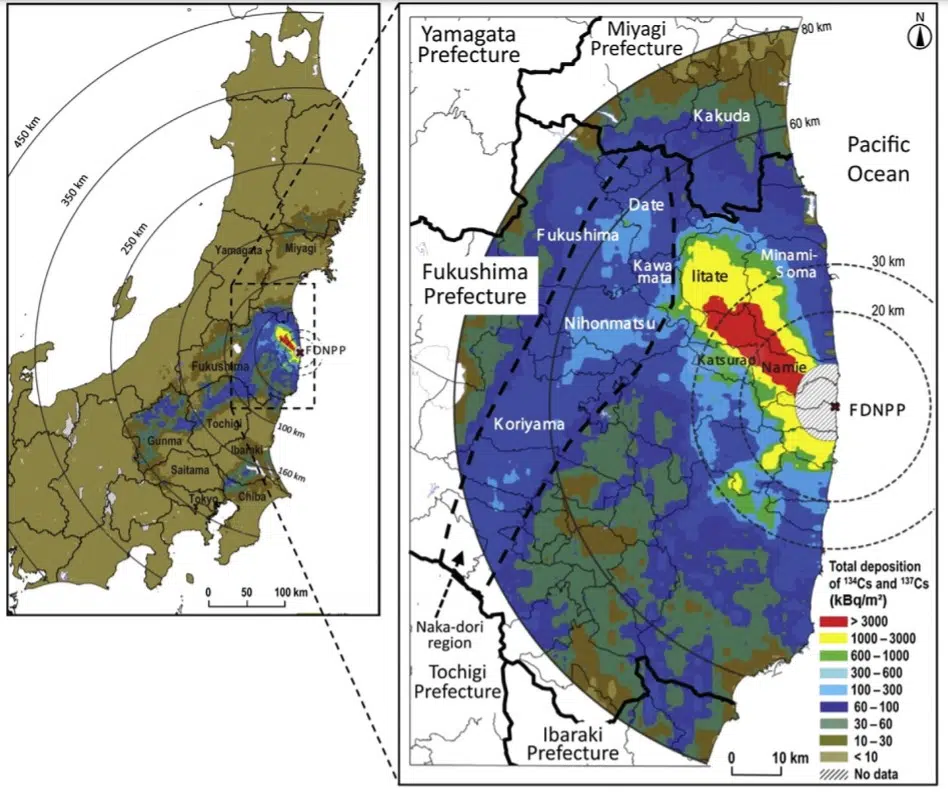 450 km
350 km
250 km
Yamagata
Miyagi
FDNPP
Fukushima
Tochigi
100 km
Gunma
Ibaraki
Saitama
160 km
Tokyo
Chiba
0 50 100 km
Yamagata
Prefecture
Miyagi
Prefecture
80 km
N
Kakuda
60 km
Pacific
Ocean
Date
Fukushima
Minami-
Soma
30 km
Kawa
mata
Iitate
Fukushima
Prefecture
20 km
Nihonmatsu
Katsurao
Namie
FDNPP
Koriyama
Naka-dori
region
Tochigi
Prefecture
Ibaraki
Prefecture
0 10 km
Total deposition
of ¹³⁴Cs and ¹³⁷Cs
(kBq/m²)
> 3000
1000 – 3000
600 – 1000
300 – 600
100 – 300
60 – 100
30 – 60
10 – 30
< 10
No data